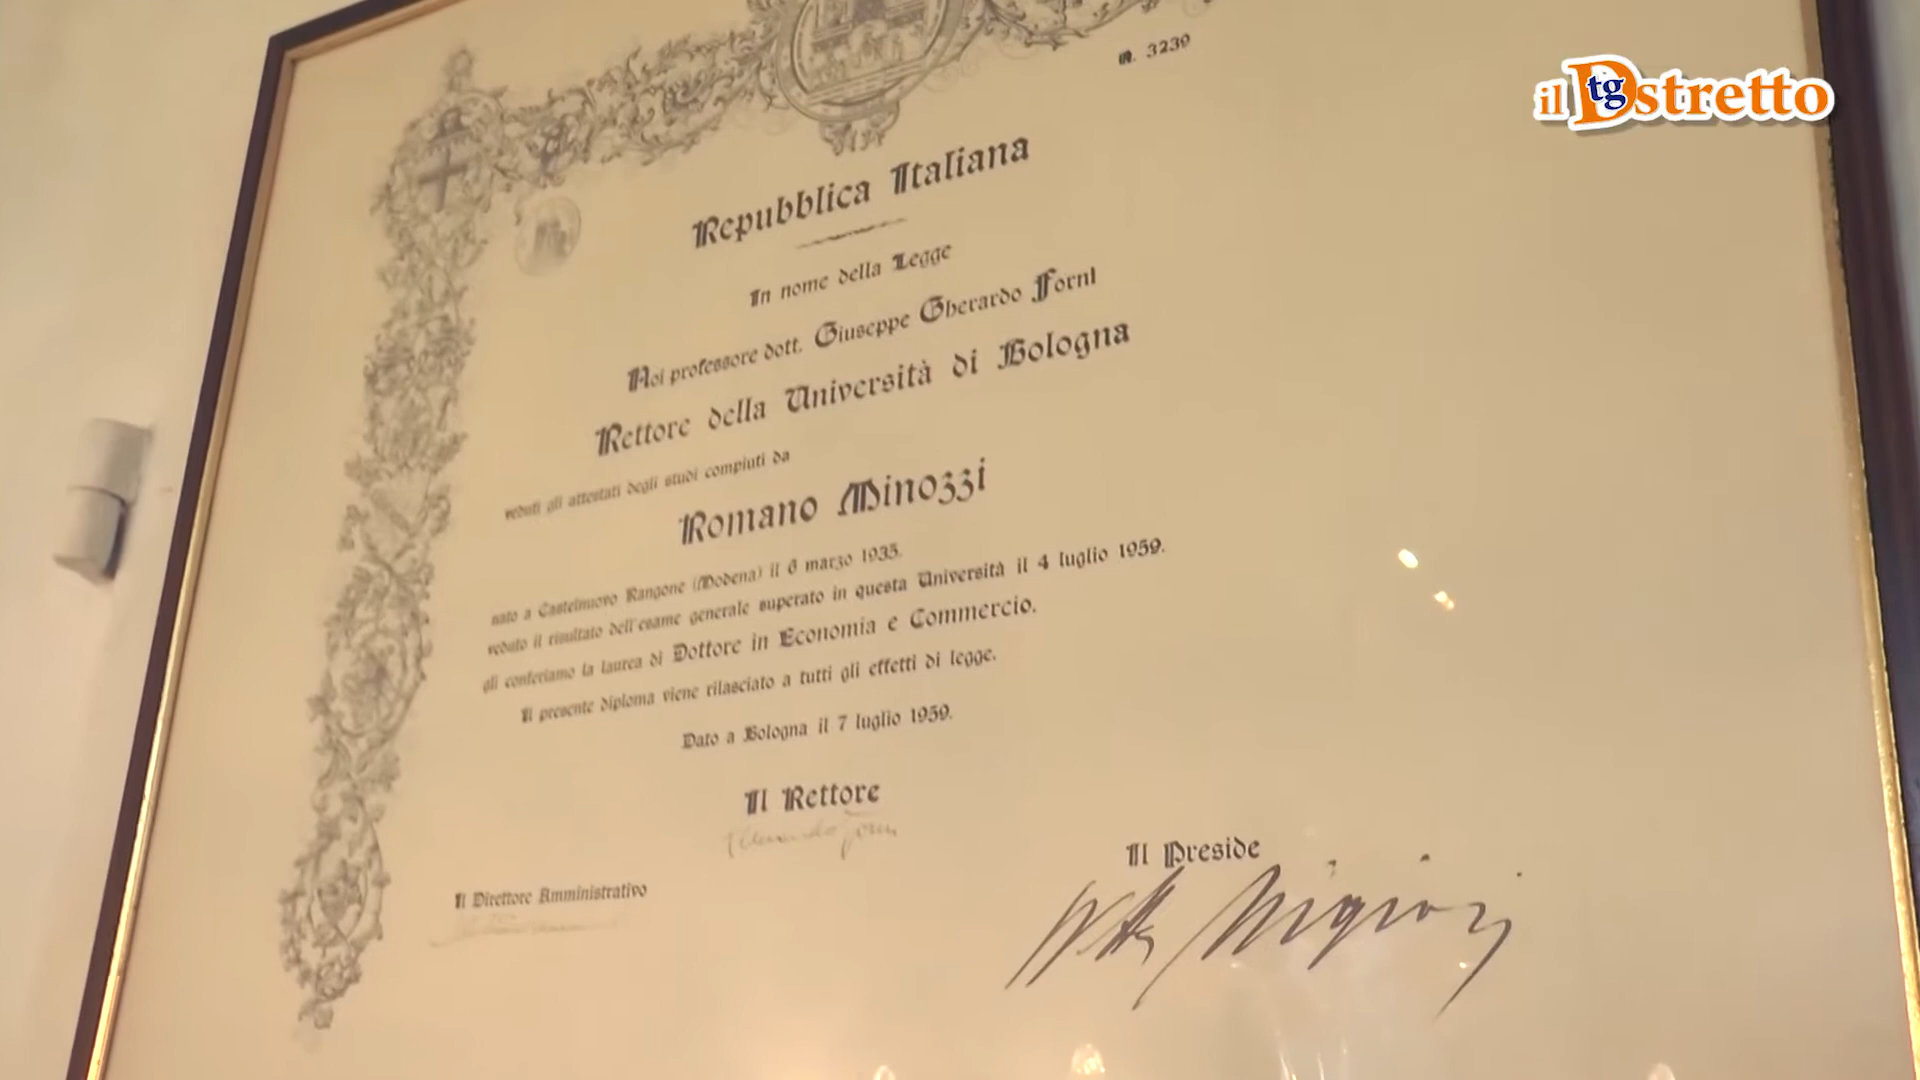 N. 3239
il Dstretto
tg
Repubblica Italiana
In nome della Legge
Noi professore dott. Giuseppe Gherardo Forni
Rettore della Università di Bologna
veduti gli attestati degli studi compiuti da
Romano Minozzi
nato a Castelnuovo Rangone (Modena) il 6 marzo 1935.
veduto il risultato dell'esame generale superato in questa Università il 4 luglio 1959.
gli conferiamo la laurea di Dottore in Economia e Commercio.
Il presente diploma viene rilasciato a tutti gli effetti di legge.
Dato a Bologna il 7 luglio 1959.
Il Rettore
Il Preside
Il Direttore Amministrativo